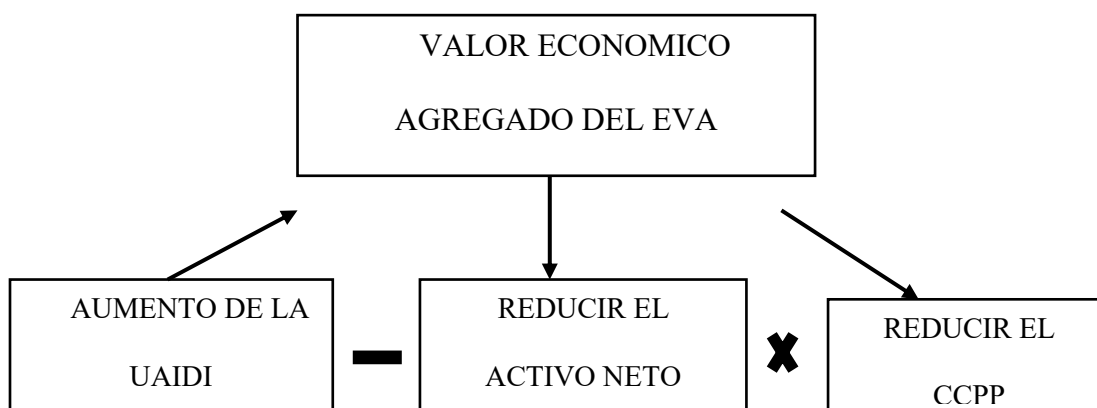 VALOR ECONOMICO
AGREGADO DEL EVA
AUMENTO DE LA
UAIDI
REDUCIR EL
ACTIVO NETO
REDUCIR EL
CCPP